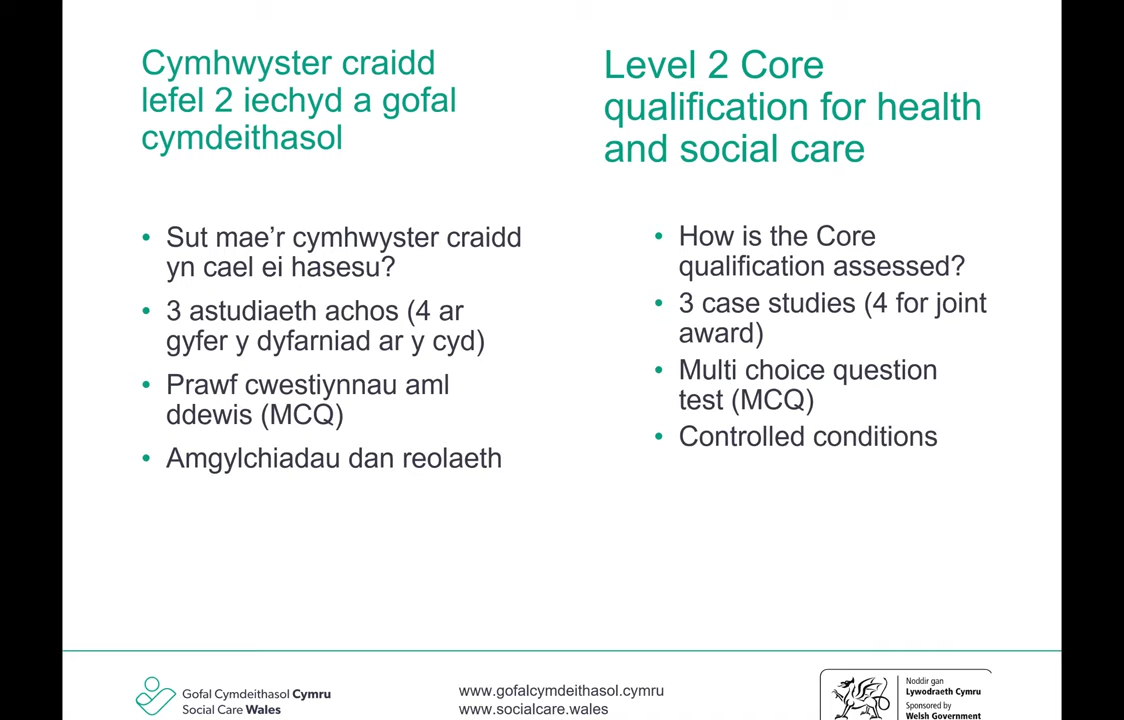 Cymhwyster craidd
lefel 2 iechyd a gofal
cymdeithasol
Level 2 Core
qualification for health
and social care
• Sut mae’r cymhwyster craidd
yn cael ei hasesu?
• 3 astudiaeth achos (4 ar
gyfer y dyfarniad ar y cyd)
• Prawf cwestiynnau aml
ddewis (MCQ)
• Amgylchiadau dan reolaeth
• How is the Core
qualification assessed?
• 3 case studies (4 for joint
award)
• Multi choice question
test (MCQ)
• Controlled conditions
Gofal Cymdeithasol Cymru
Social Care Wales
www.gofalcymdeithasol.cymru
www.socialcare.wales
Noddir gan
Lywodraeth Cymru
Sponsored by
Welsh Government